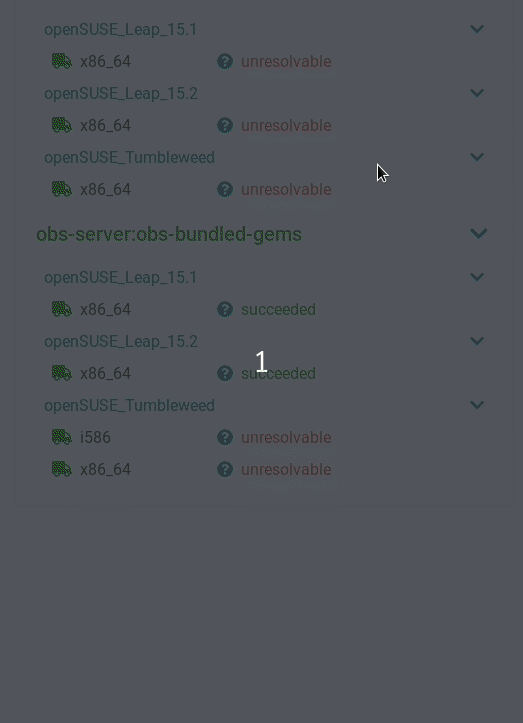 openSUSE_Leap_15.1
x86_64 unresolvable
openSUSE_Leap_15.2
x86_64 unresolvable
openSUSE_Tumbleweed
x86_64 unresolvable
obs-server:obs-bundled-gems
openSUSE_Leap_15.1
x86_64 succeeded
openSUSE_Leap_15.2
1
x86_64 succeeded
openSUSE_Tumbleweed
i586 unresolvable
x86_64 unresolvable